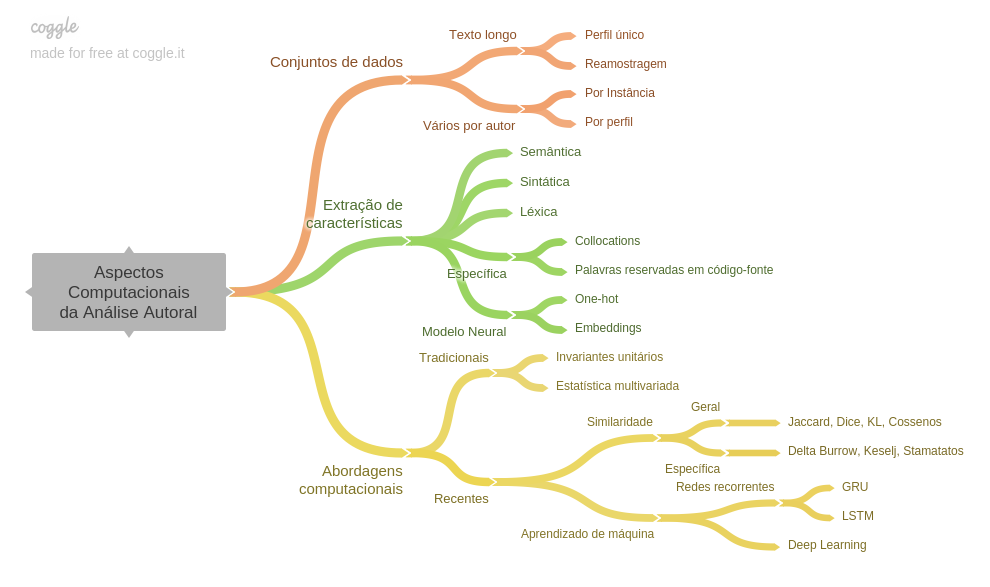 coggle
made for free at coggle.it
Aspectos
Computacionais
da Análise Autoral
Conjuntos de dados
Texto longo
Perfil único
Reamostragem
Vários por autor
Por Instância
Por perfil
Extração de
características
Semântica
Sintática
Léxica
Específica
Collocations
Palavras reservadas em código-fonte
Modelo Neural
One-hot
Embeddings
Abordagens
computacionais
Tradicionais
Invariantes unitários
Estatística multivariada
Recentes
Similaridade
Geral
Jaccard, Dice, KL, Cossenos
Específica
Delta Burrow, Keselj, Stamatatos
Aprendizado de máquina
Redes recorrentes
GRU
LSTM
Deep Learning